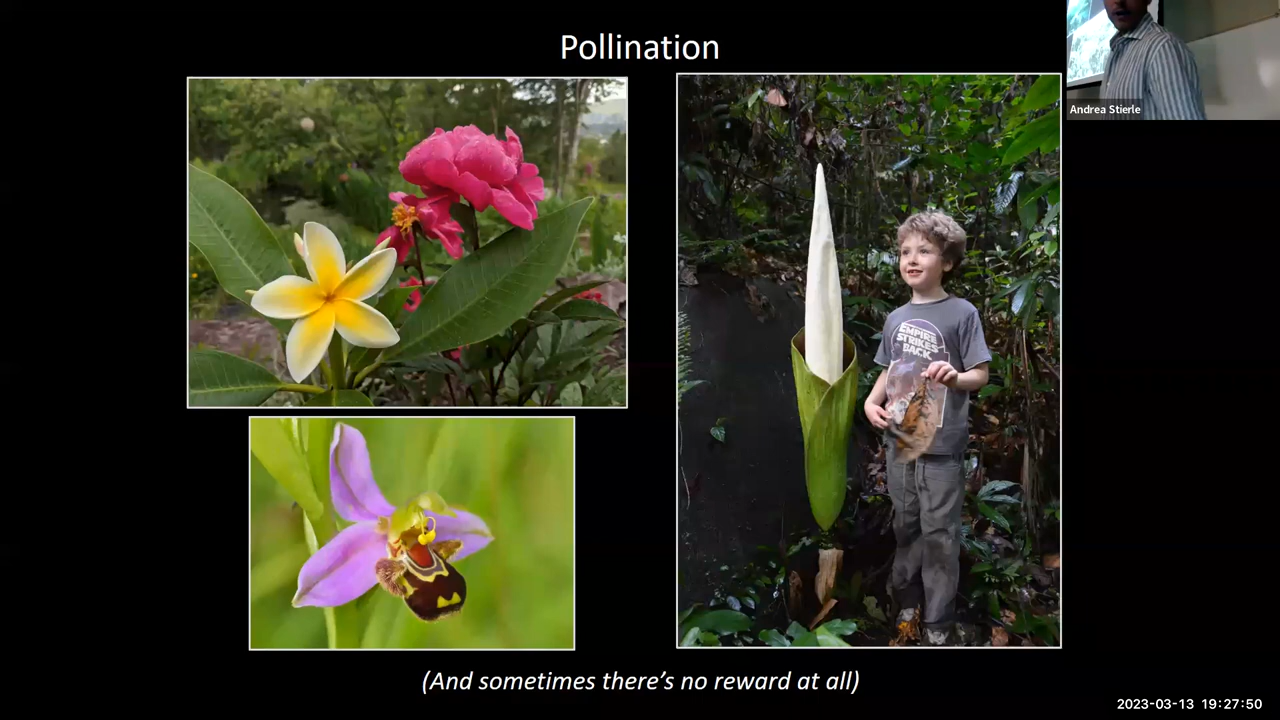 Pollination
Andrea Stierle
EMPIRE
STRIKES
BACK
(And sometimes there's no reward at all)
2023-03-13 19:27:50